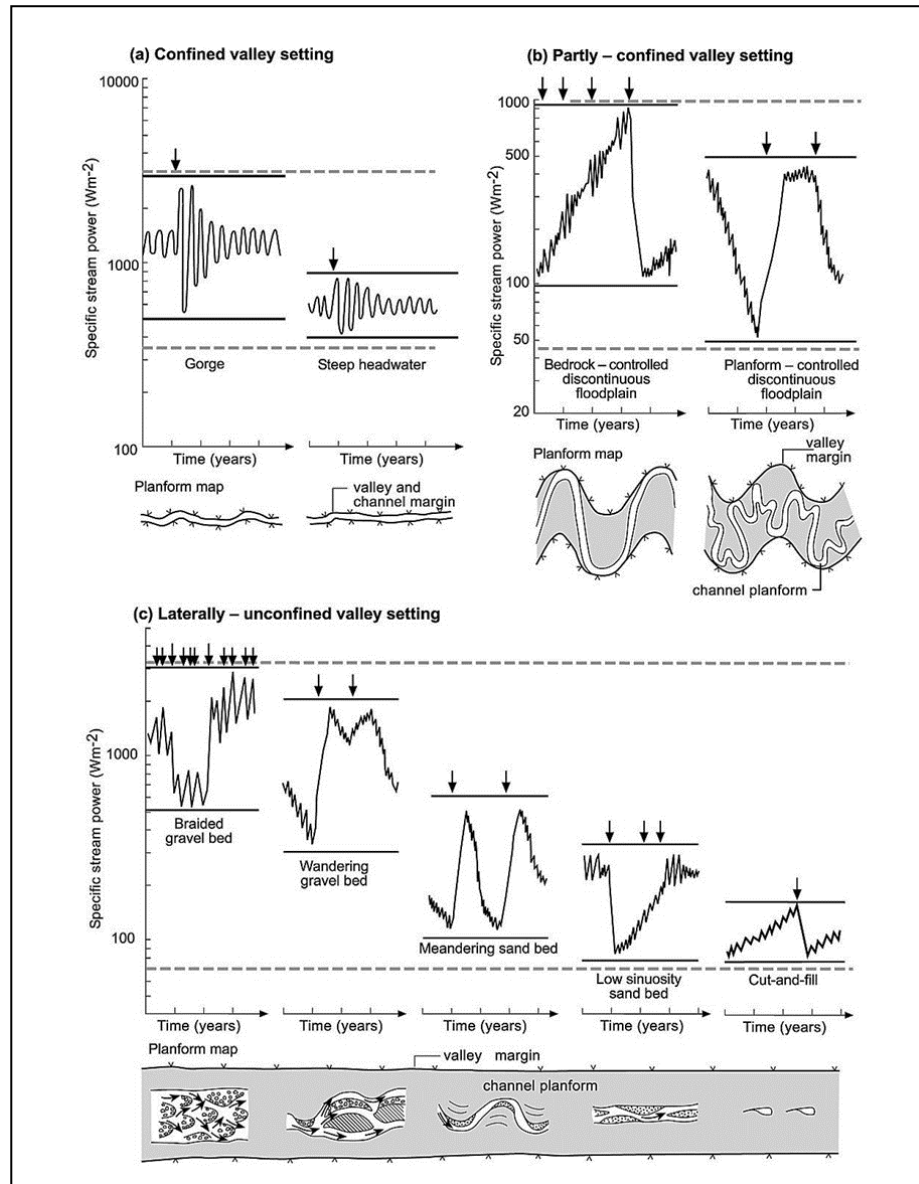 (a) Confined valley setting
10000
1000
100
Specific stream power (Wm-2)
Gorge
Steep headwater
Time (years)
Time (years)
Planform map
valley and
channel margin
(b) Partly – confined valley setting
1000
500
100
50
20
Specific stream power (Wm-2)
Bedrock – controlled
discontinuous
floodplain
Planform – controlled
discontinuous
floodplain
Time (years)
Time (years)
Planform map
valley
margin
channel planform
(c) Laterally – unconfined valley setting
1000
100
Specific stream power (Wm-2)
Braided
gravel bed
Wandering
gravel bed
Meandering sand bed
Low sinuosity
sand bed
Cut-and-fill
Time (years)
Time (years)
Time (years)
Time (years)
Time (years)
Planform map
valley margin
channel planform